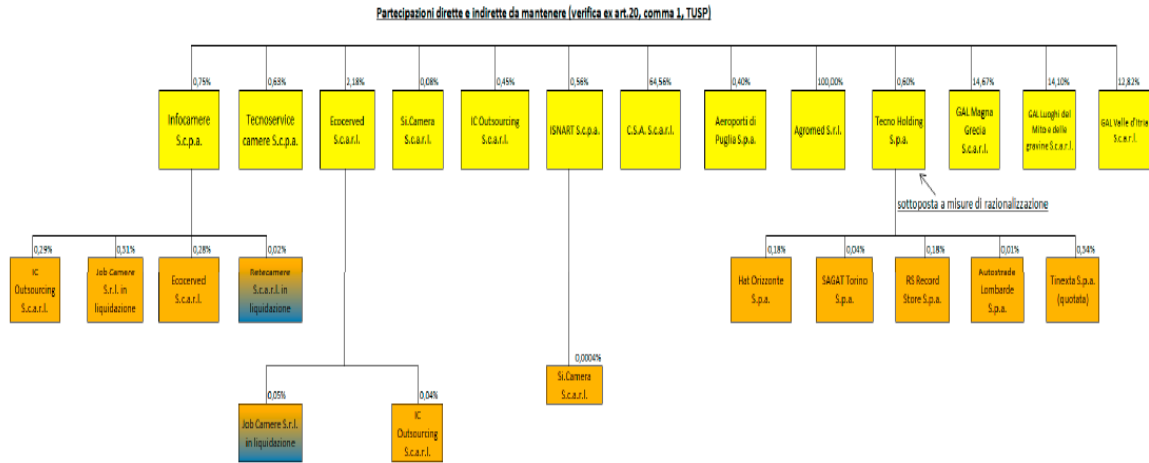 Partecipazioni dirette e indirette da mantenere (verifica ex art.20, comma 1, TUSP)
0,75%
0,63%
2,18%
0,08%
0,45%
0,56%
64,56%
0,40%
100,00%
0,60%
14,67%
14,10%
12,82%
Infocamere
S.c.p.a.
Tecnoservice
camere S.c.p.a.
Ecocerved
S.c.a.r.l.
Si.Camera
S.c.a.r.l.
IC Outsourcing
S.c.a.r.l.
ISNART S.c.p.a.
C.S.A. S.c.a.r.l.
Aeroporti di
Puglia S.p.a.
Agromed S.r.l.
Tecno Holding
S.p.a.
GAL Magna
Grecia
S.c.a.r.l.
GAL Luoghi del
Mito e delle
gravine S.c.a.r.l.
GAL Valle d'Itria
S.c.a.r.l.
sottoposta a misure di razionalizzazione
0,29%
0,31%
0,28%
0,02%
0,18%
0,04%
0,18%
0,01%
0,34%
IC
Outsourcing
S.c.a.r.l.
Job Camere
S.r.l. in
liquidazione
Ecocerved
S.c.a.r.l.
Retecamere
S.c.a.r.l. in
liquidazione
Hat Orizzonte
S.p.a.
SAGAT Torino
S.p.a.
RS Record
Store S.p.a.
Autostrade
Lombarde
S.p.a.
Tinexta S.p.a.
(quotata)
0,0004%
Si.Camera
S.c.a.r.l.
0,05%
0,04%
Job Camere S.r.l.
in liquidazione
IC
Outsourcing
S.c.a.r.l.